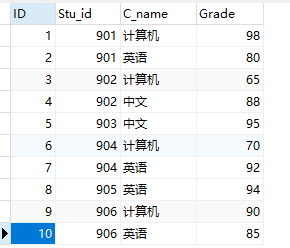 ID Stu_id C_name Grade
1 901 计算机 98
2 901 英语 80
3 902 计算机 65
4 902 中文 88
5 903 中文 95
6 904 计算机 70
7 904 英语 92
8 905 英语 94
9 906 计算机 90
10 906 英语 85